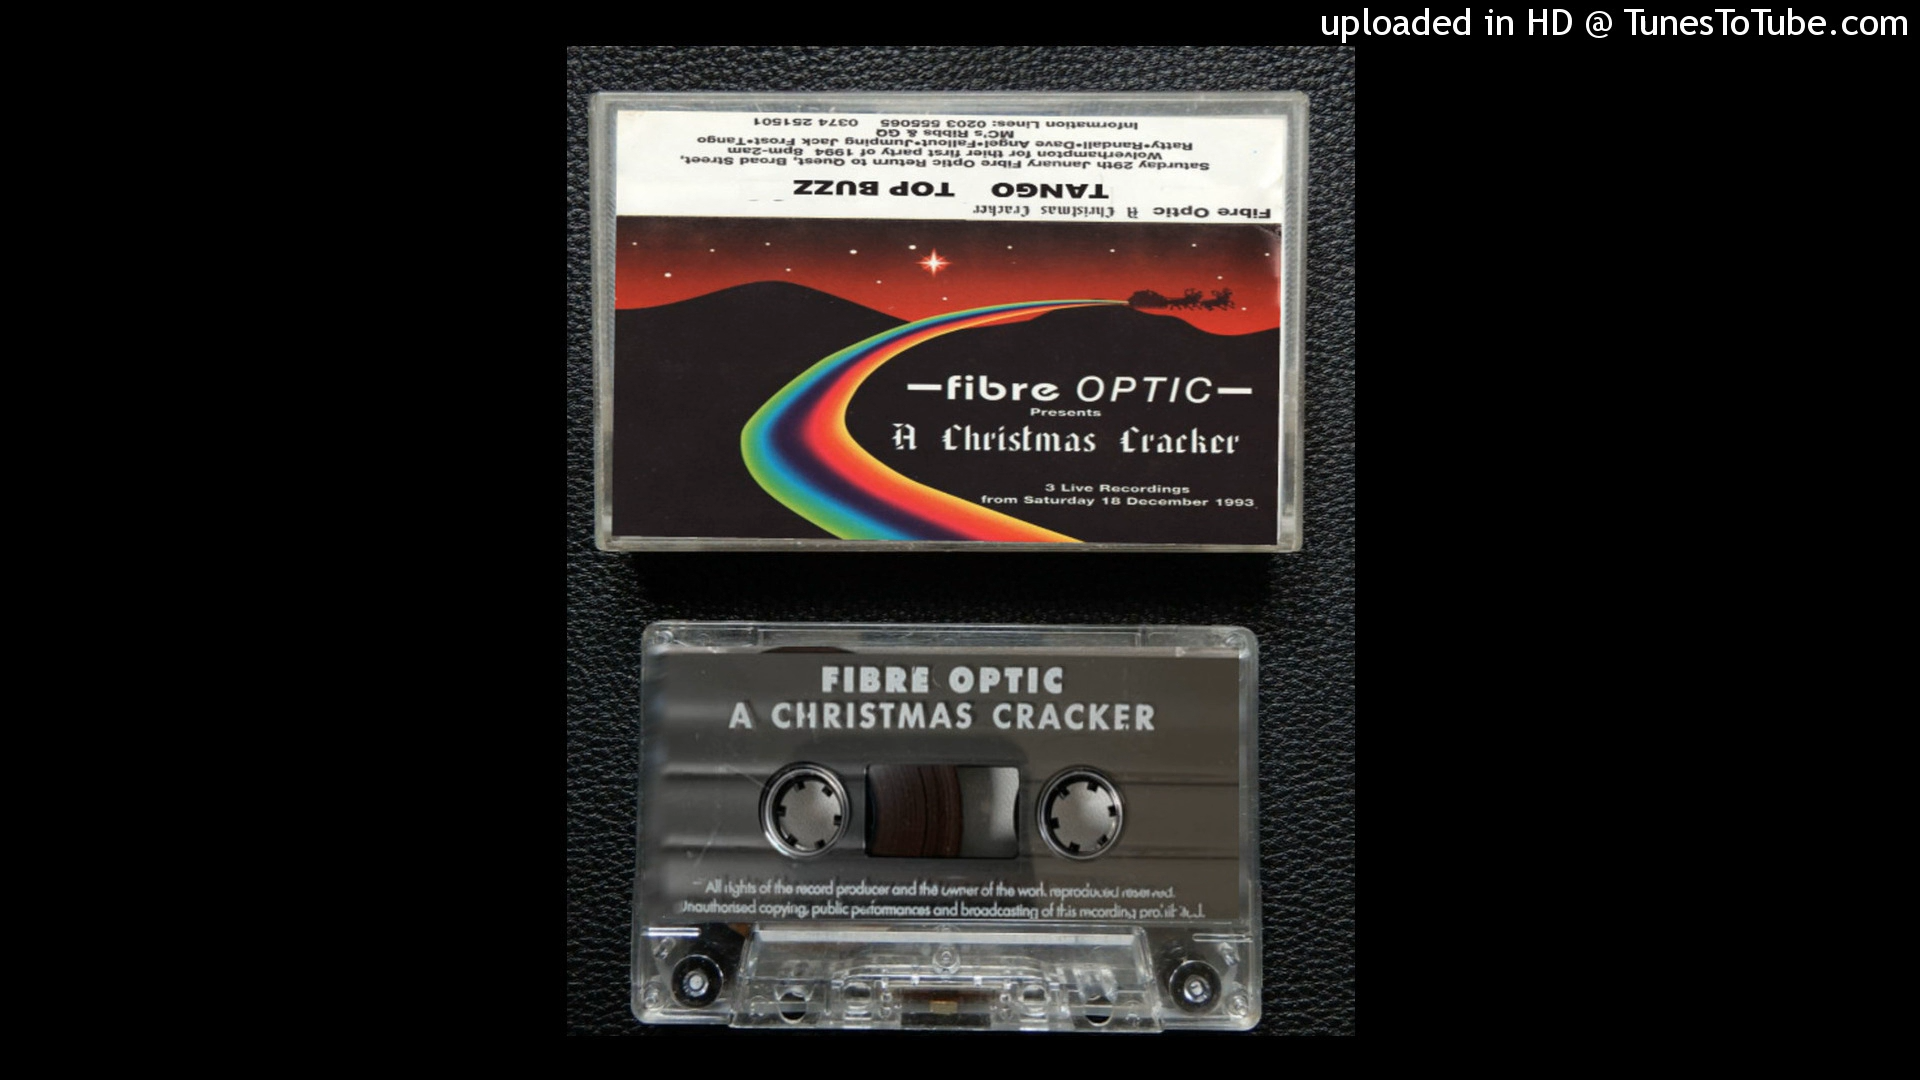 uploaded in HD @ TunesToTube.com
Fibre Optic A Christmas Cracker
TANGO TOP BUZZ
Saturday 29th January Fibre Optic Return to Quest, Broad Street,
Wolverhampton for thier first party of 1994 8pm-2am
Ratty•Randall•Dave Angel•Fallout•Jumping Jack Frost•Tango
MC's Ribbs & GQ
Information Lines: 0203 555065 0374 251501
fibre OPTIC
Presents
A Christmas Cracker
3 Live Recordings
from Saturday 18 December 1993
FIBRE OPTIC
A CHRISTMAS CRACKER
All rights of the record producer and the owner of the work reproduced reserved.
Unauthorised copying, public performances and broadcasting of this recording prohibited.